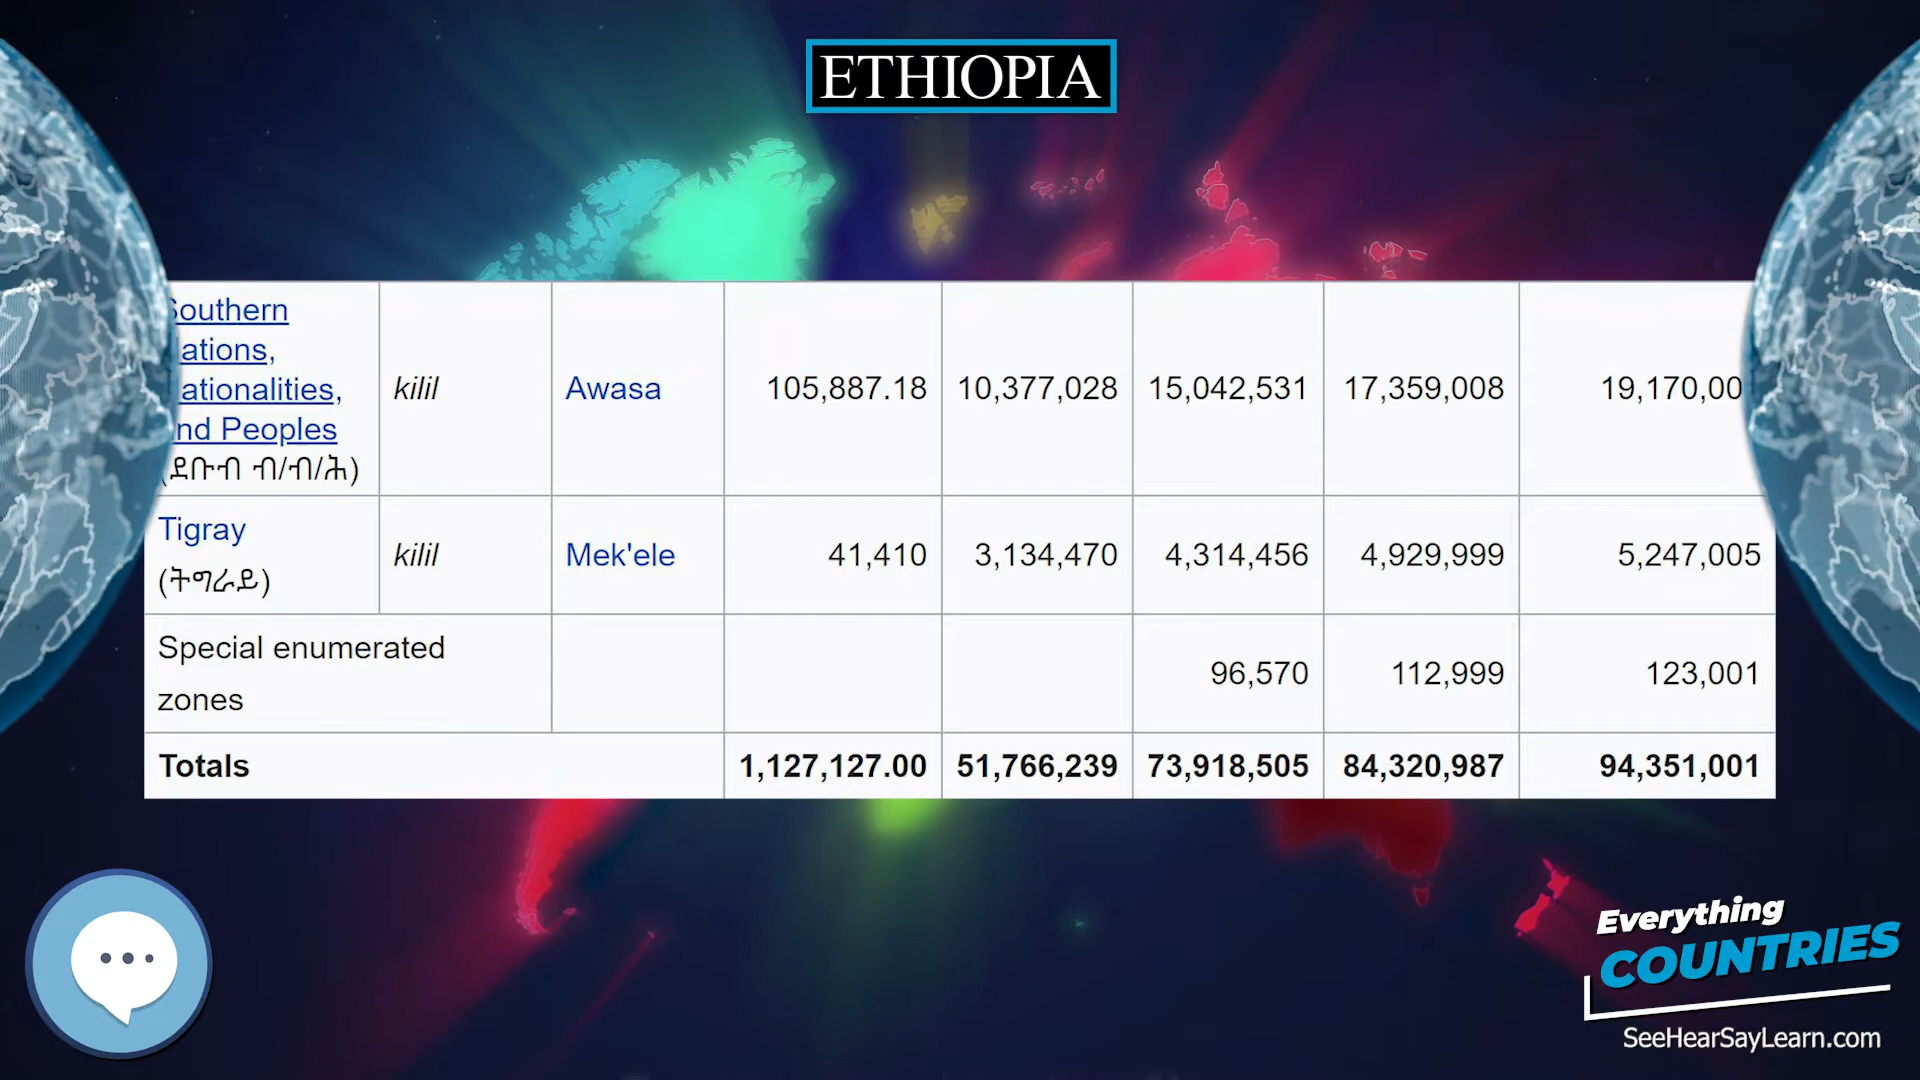 ETHIOPIA
Southern
ations,
ationalities,
nd Peoples
(ደቡብ ብ/ብ/ሕ)
kilil
Awasa
105,887.18
10,377,028
15,042,531
17,359,008
19,170,00
Tigray
(ትግራይ)
kilil
Mek'ele
41,410
3,134,470
4,314,456
4,929,999
5,247,005
Special enumerated
zones
96,570
112,999
123,001
Totals
1,127,127.00
51,766,239
73,918,505
84,320,987
94,351,001
Everything
COUNTRIES
SeeHearSayLearn.com